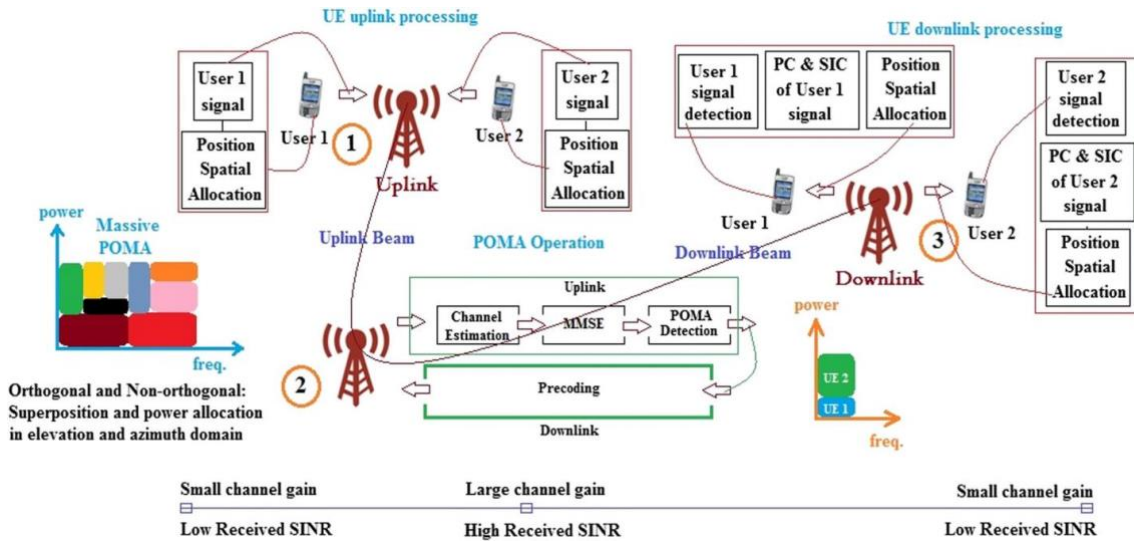 UE uplink processing
User 1
signal
Position
Spatial
Allocation
User 1
1
Uplink
User 2
User 2
signal
Position
Spatial
Allocation
UE downlink processing
User 1
signal
detection
PC & SIC
of User 1
signal
Position
Spatial
Allocation
User 2
signal
detection
PC & SIC
of User 2
signal
Position
Spatial
Allocation
User 1
Downlink
3
User 2
power
Massive
POMA
freq.
Uplink Beam
POMA Operation
Downlink Beam
Uplink
Channel
Estimation
MMSE
POMA
Detection
2
Precoding
Downlink
power
UE 2
UE 1
freq.
Orthogonal and Non-orthogonal:
Superposition and power allocation
in elevation and azimuth domain
Small channel gain
Large channel gain
Small channel gain
Low Received SINR
High Received SINR
Low Received SINR